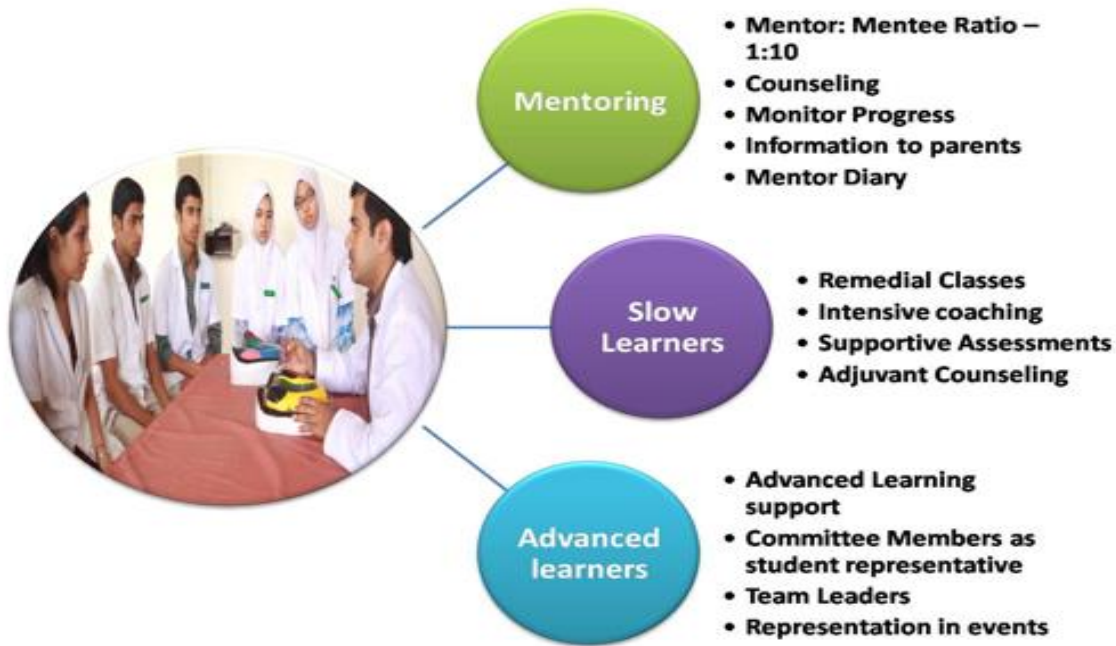 Mentoring
• Mentor: Mentee Ratio –
1:10
• Counseling
• Monitor Progress
• Information to parents
• Mentor Diary
Slow
Learners
• Remedial Classes
• Intensive coaching
• Supportive Assessments
• Adjuvant Counseling
Advanced
learners
• Advanced Learning
support
• Committee Members as
student representative
• Team Leaders
• Representation in events